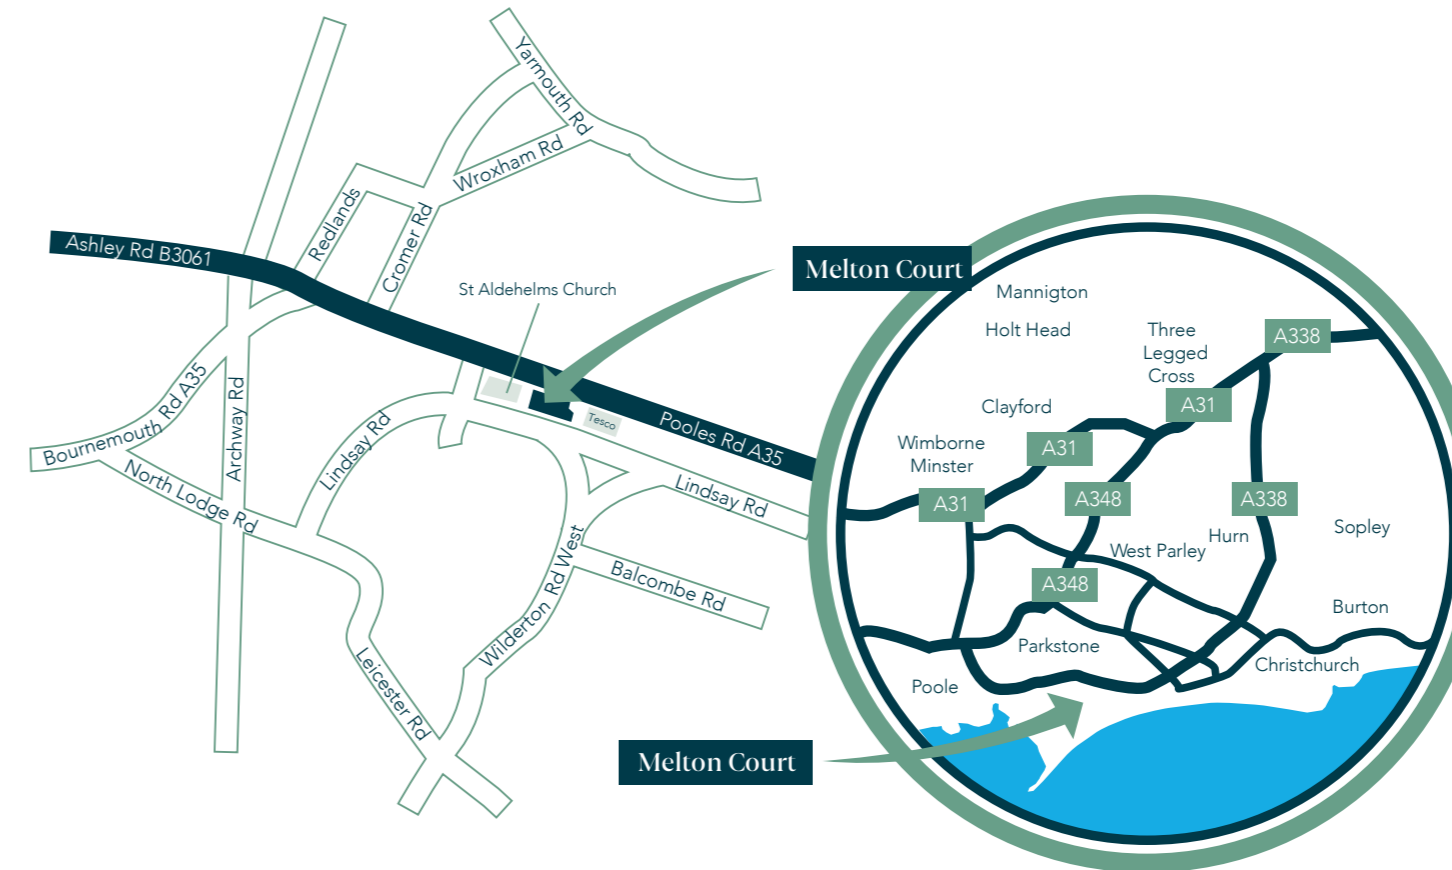 Yarmouth Rd
Wroxham Rd
Redlands
Cromer Rd
Ashley Rd B3061
St Aldehelms Church
Melton Court
Bournemouth Rd A35
Archway Rd
Lindsay Rd
North Lodge Rd
Tesco
Pooles Rd A35
Lindsay Rd
Wilderton Rd West
Balcombe Rd
Leicester Rd
Mannigton
Holt Head
Three
Legged
Cross
A338
A31
Clayford
A31
Wimborne
Minster
A31
A348
A338
Hurn
Sopley
West Parley
A348
Burton
Parkstone
Christchurch
Poole
Melton Court